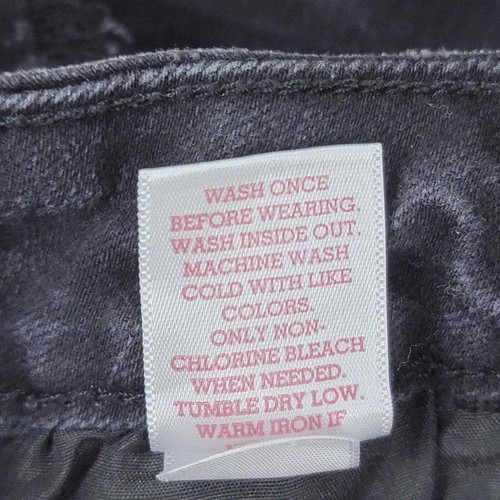 WASH ONCE
BEFORE WEARING.
WASH INSIDE OUT.
MACHINE WASH
COLD WITH LIKE
COLORS.
ONLY NON-
CHLORINE BLEACH
WHEN NEEDED.
TUMBLE DRY LOW.
WARM IRON IF